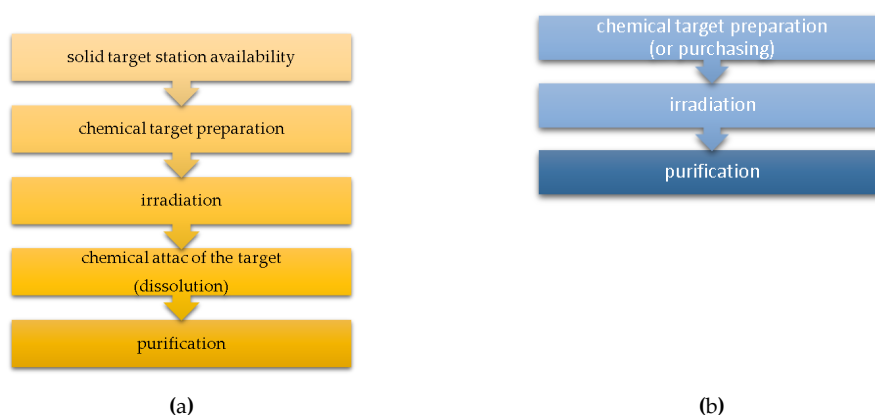 solid target station availability
chemical target preparation
irradiation
chemical attac of the target
(dissolution)
purification
(a)
chemical target preparation
(or purchasing)
irradiation
purification
(b)